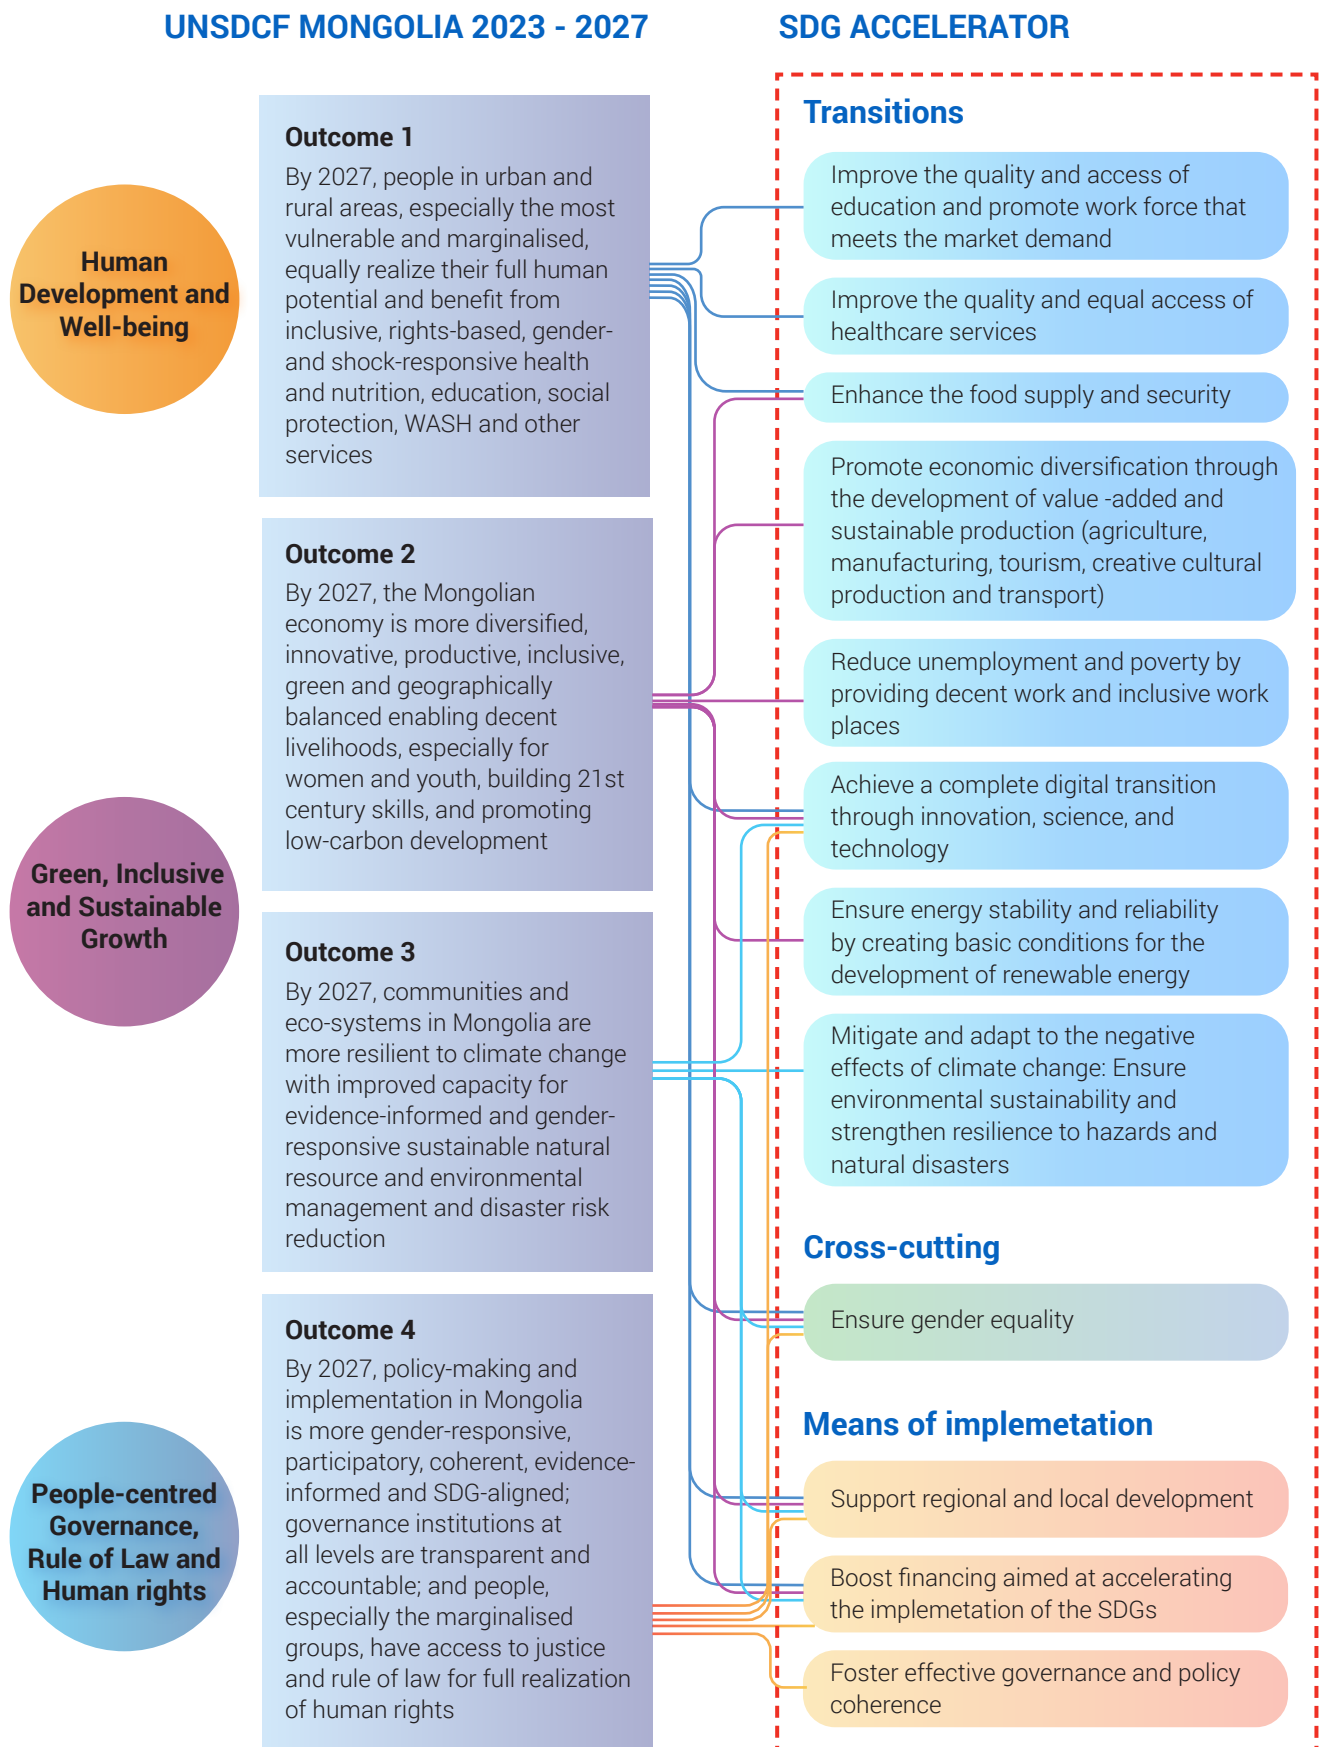 UNSDCF MONGOLIA 2023 - 2027
SDG ACCELERATOR
Human
Development and
Well-being
Green, Inclusive
and Sustainable
Growth
People-centred
Governance,
Rule of Law and
Human rights
Outcome 1
By 2027, people in urban and
rural areas, especially the most
vulnerable and marginalised,
equally realize their full human
potential and benefit from
inclusive, rights-based, gender-
and shock-responsive health
and nutrition, education, social
protection, WASH and other
services
Outcome 2
By 2027, the Mongolian
economy is more diversified,
innovative, productive, inclusive,
green and geographically
balanced enabling decent
livelihoods, especially for
women and youth, building 21st
century skills, and promoting
low-carbon development
Outcome 3
By 2027, communities and
eco-systems in Mongolia are
more resilient to climate change
with improved capacity for
evidence-informed and gender-
responsive sustainable natural
resource and environmental
management and disaster risk
reduction
Outcome 4
By 2027, policy-making and
implementation in Mongolia
is more gender-responsive,
participatory, coherent, evidence-
informed and SDG-aligned;
governance institutions at
all levels are transparent and
accountable; and people,
especially the marginalised
groups, have access to justice
and rule of law for full realization
of human rights
Transitions
Improve the quality and access of
education and promote work force that
meets the market demand
Improve the quality and equal access of
healthcare services
Enhance the food supply and security
Promote economic diversification through
the development of value -added and
sustainable production (agriculture,
manufacturing, tourism, creative cultural
production and transport)
Reduce unemployment and poverty by
providing decent work and inclusive work
places
Achieve a complete digital transition
through innovation, science, and
technology
Ensure energy stability and reliability
by creating basic conditions for the
development of renewable energy
Mitigate and adapt to the negative
effects of climate change: Ensure
environmental sustainability and
strengthen resilience to hazards and
natural disasters
Cross-cutting
Ensure gender equality
Means of implemetation
Support regional and local development
Boost financing aimed at accelerating
the implemetation of the SDGs
Foster effective governance and policy
coherence